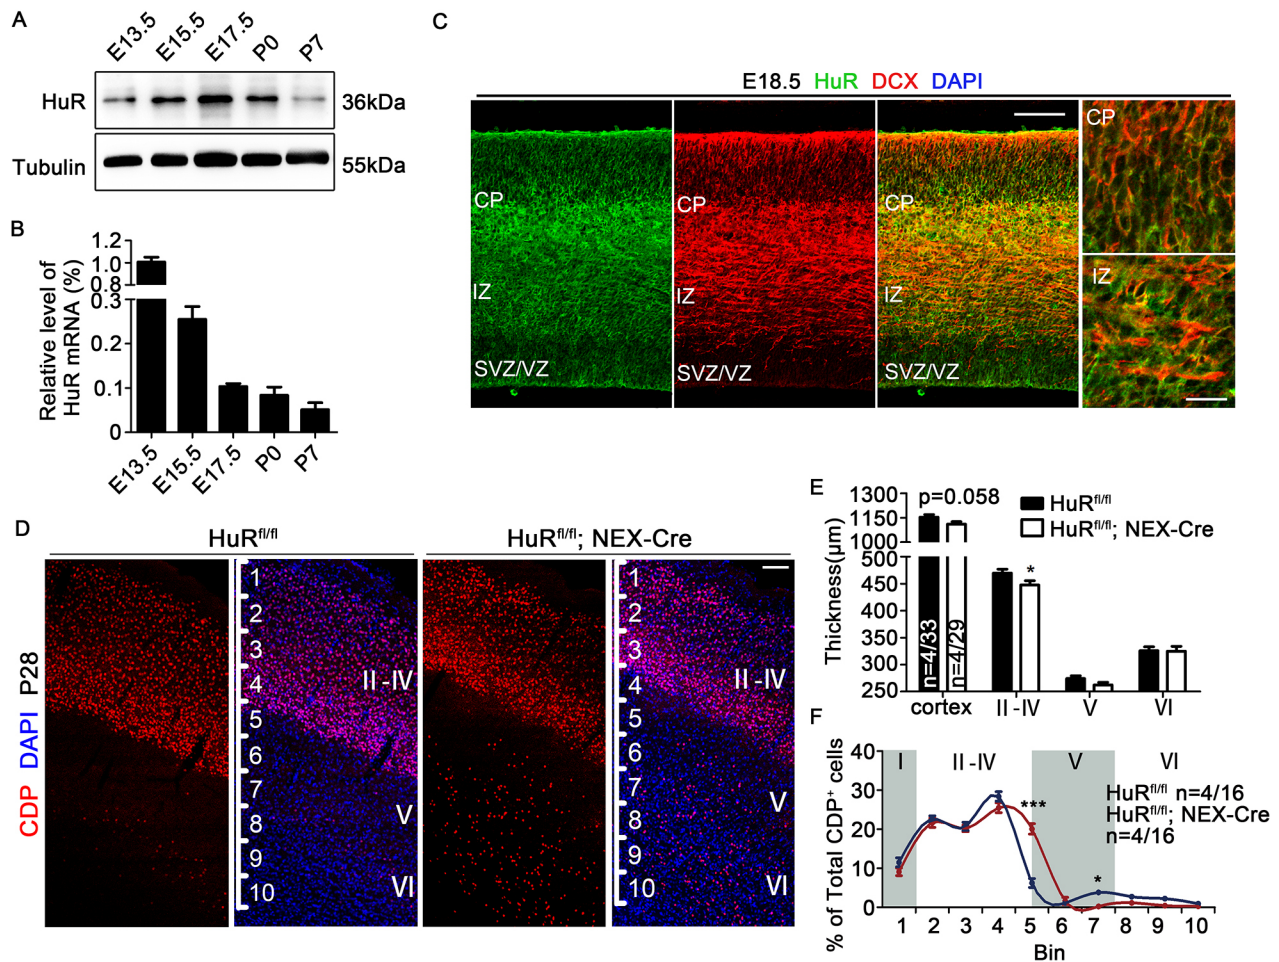 A
E13.5 E15.5 E17.5 P0 P7
HuR 36kDa
Tubulin 55kDa
B
Relative level of
HuR mRNA (%)
1.2
1.0
0.8
0.3
0.2
0.1
0
E13.5 E15.5 E17.5 P0 P7
C
E18.5 HuR DCX DAPI
CP CP CP CP
IZ IZ IZ IZ
SVZ/VZ SVZ/VZ SVZ/VZ
D
HuRfl/fl HuRfl/fl; NEX-Cre
CDP DAPI P28
1
2
3
4
5
6
7
8
9
10
II-IV
V
VI
1
2
3
4
5
6
7
8
9
10
II-IV
V
VI
E
Thickness(μm)
1300
1150
1000
500
450
400
350
300
250
p=0.058
HuRfl/fl
HuRfl/fl; NEX-Cre
*
n=4/33
n=4/29
cortex II-IV V VI
F
% of Total CDP+ cells
40
30
20
10
0
I II-IV V VI
***
*
HuRfl/fl n=4/16
HuRfl/fl; NEX-Cre
n=4/16
1 2 3 4 5 6 7 8 9 10
Bin